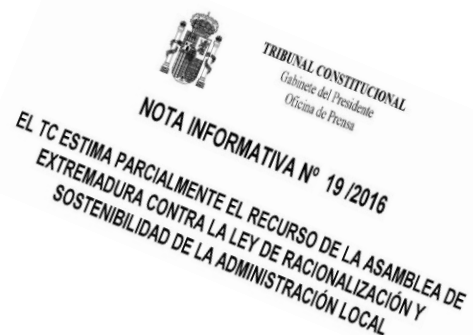 TRIBUNAL CONSTITUCIONAL
Gabinete del Presidente
Oficina de Prensa
NOTA INFORMATIVA Nº 19 /2016
EL TC ESTIMA PARCIALMENTE EL RECURSO DE LA ASAMBLEA DE
EXTREMADURA CONTRA LA LEY DE RACIONALIZACIÓN Y
SOSTENIBILIDAD DE LA ADMINISTRACIÓN LOCAL